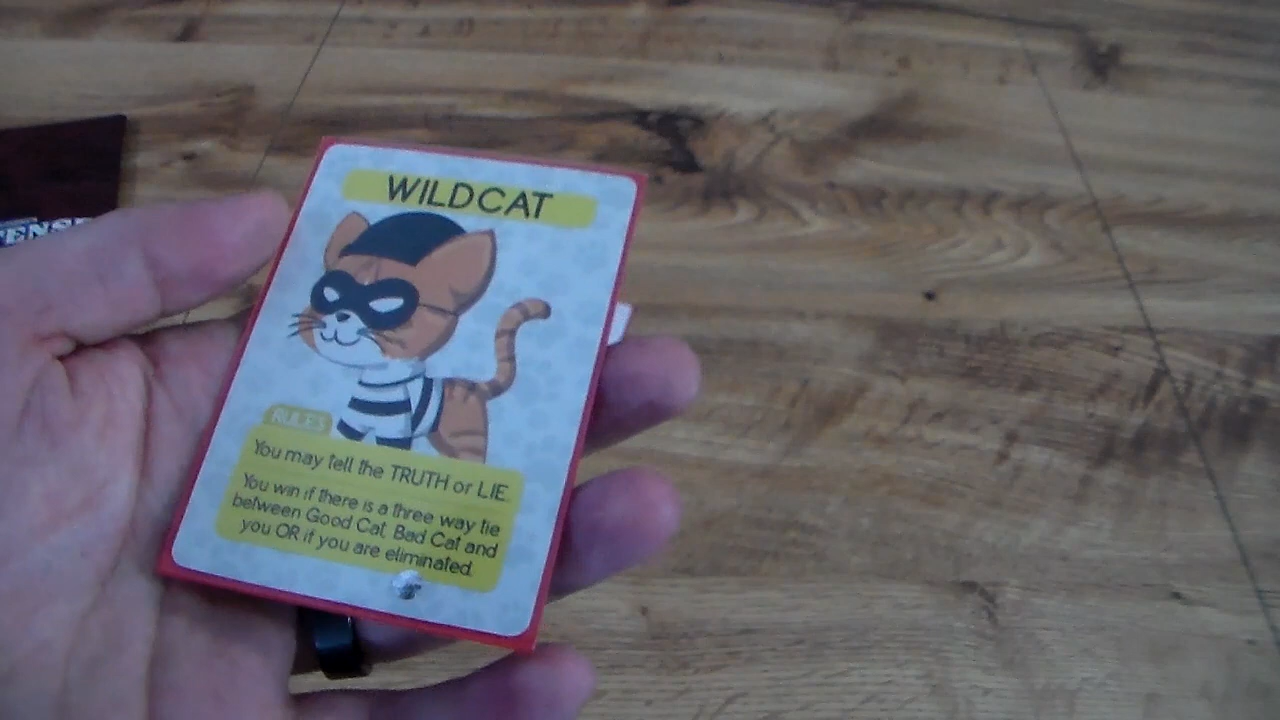 WILDCAT
RULES
You may tell the TRUTH or LIE.
You win if there is a three way tie
between Good Cat, Bad Cat and
you OR if you are eliminated.